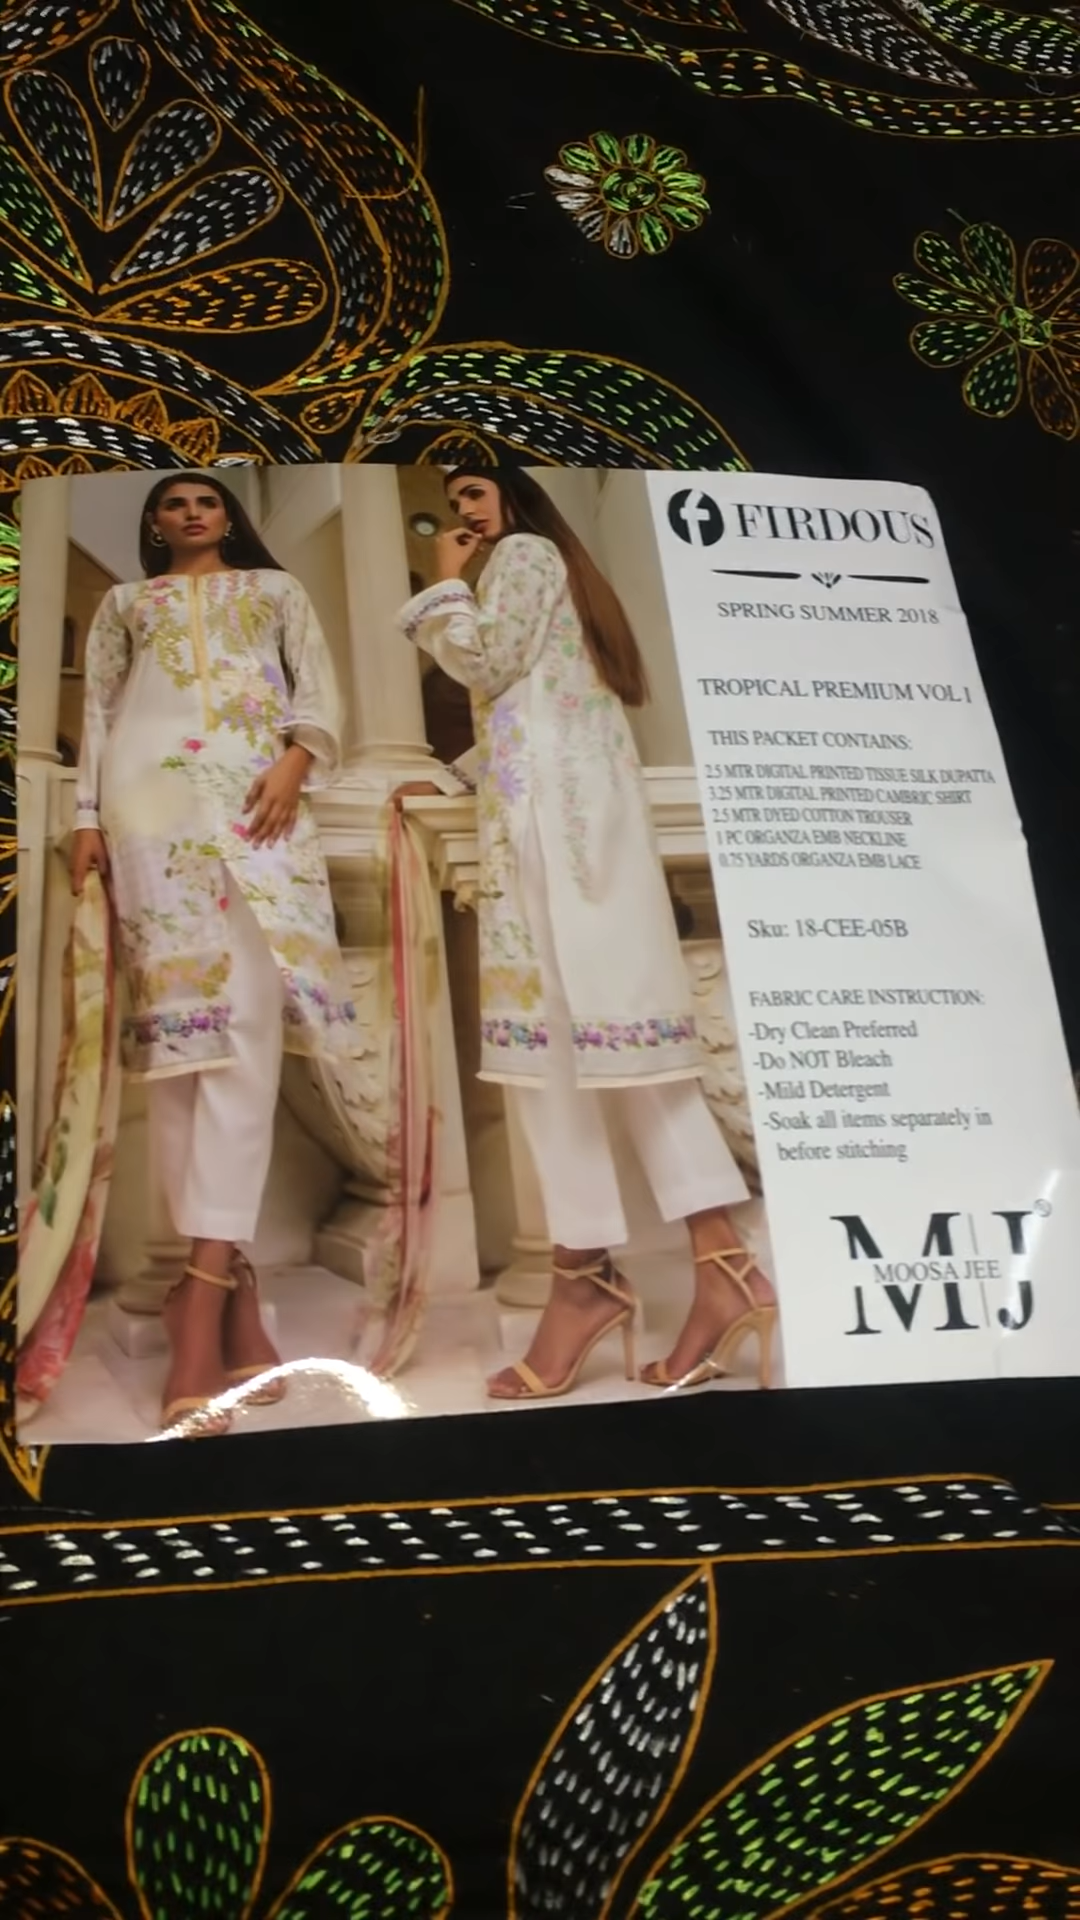 f FIRDOUS
SPRING SUMMER 2018
TROPICAL PREMIUM VOL 1
THIS PACKET CONTAINS:
2.5 MTR DIGITAL PRINTED TISSUE SILK DUPATTA
3.25 MTR DIGITAL PRINTED CAMBRIC SHIRT
2.5 MTR DYED COTTON TROUSER
1 PC ORGANZA EMB NECKLINE
0.75 YARDS ORGANZA EMB LACE
Sku: 18-CEE-05B
FABRIC CARE INSTRUCTION:
-Dry Clean Preferred
-Do NOT Bleach
-Mild Detergent
-Soak all items separately in
before stitching
MJ®
MOOSA JEE